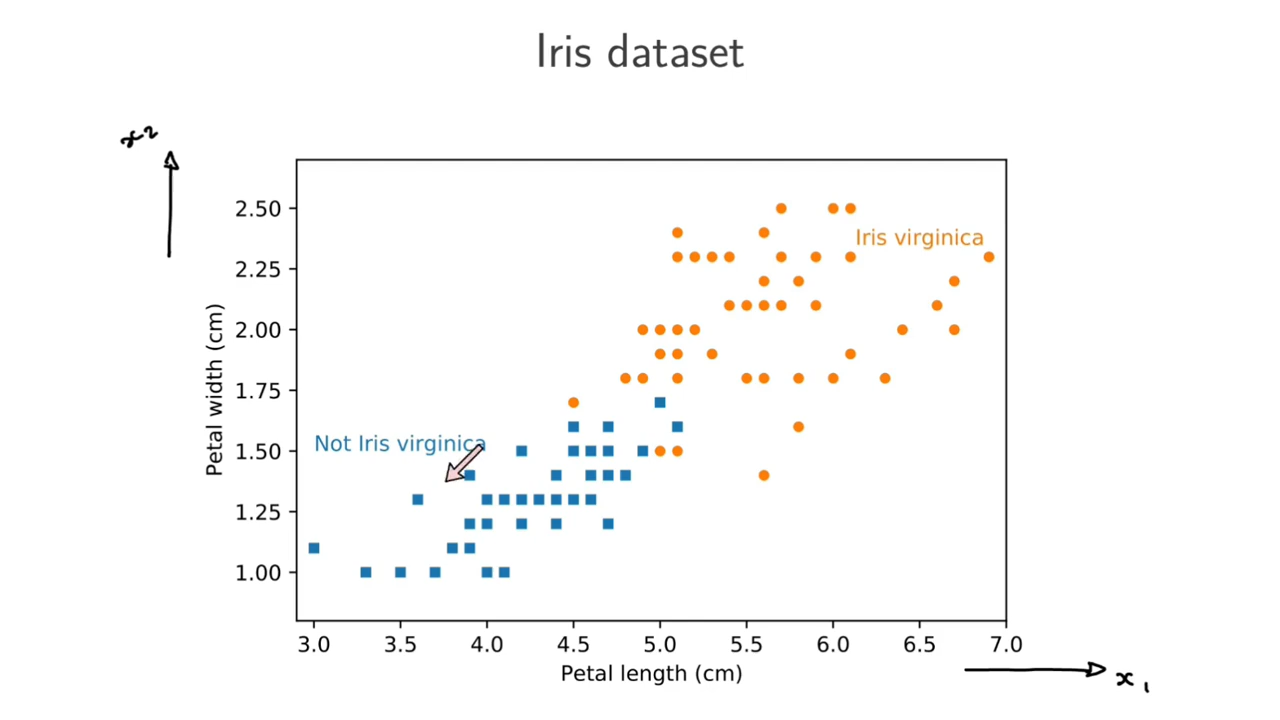 Iris dataset
x2
2.50
2.25
2.00
1.75
1.50
1.25
1.00
Petal width (cm)
Iris virginica
Not Iris virginica
3.0 3.5 4.0 4.5 5.0 5.5 6.0 6.5 7.0
Petal length (cm)
x1